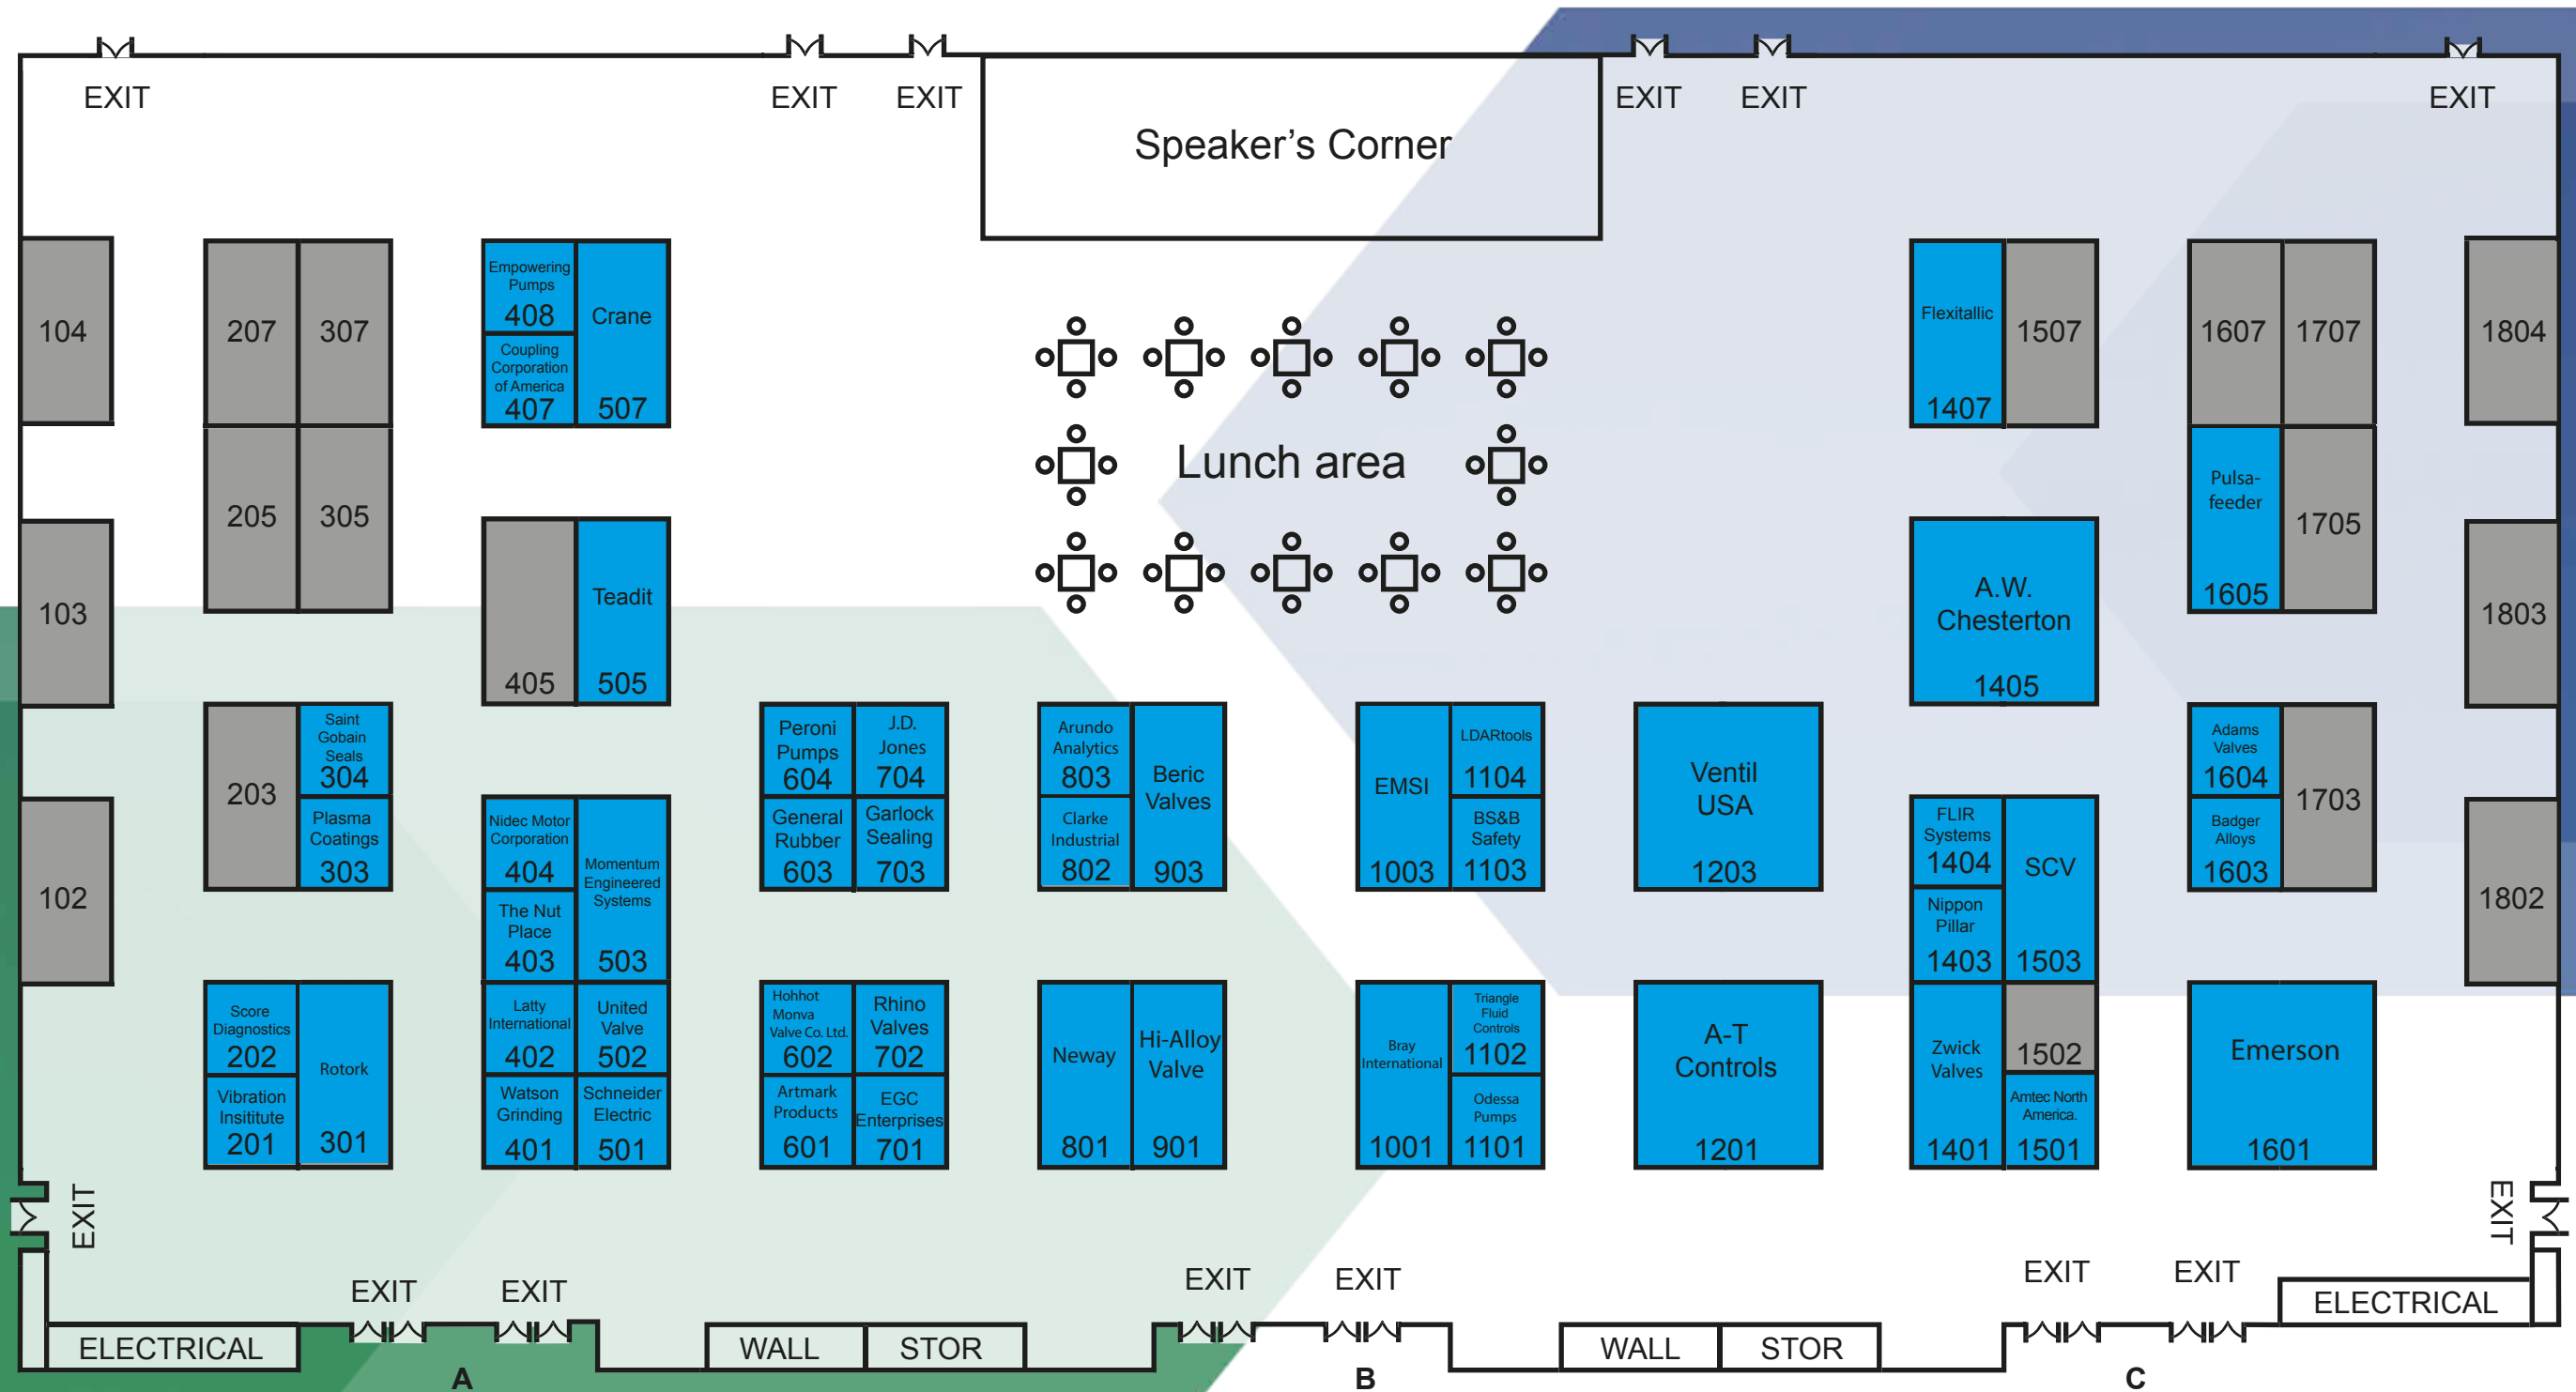 EXIT
EXIT
EXIT
EXIT
EXIT
EXIT
Speaker's Corner
104
207
307
Empowering
Pumps
408
Coupling
Corporation
of America
407
Crane
507
Flexitallic
1407
1507
1607
1707
1804
Lunch area
103
205
305
405
Teadit
505
A.W.
Chesterton
1405
Pulsa-
feeder
1605
1705
1803
102
203
Saint
Gobain
Seals
304
Plasma
Coatings
303
Nidec Motor
Corporation
404
The Nut
Place
403
Momentum
Engineered
Systems
503
Peroni
Pumps
604
J.D.
Jones
704
General
Rubber
603
Garlock
Sealing
703
Arundo
Analytics
803
Clarke
Industrial
802
Beric
Valves
903
EMSI
1003
LDARtools
1104
BS&B
Safety
1103
Ventil
USA
1203
FLIR
Systems
1404
Nippon
Pillar
1403
SCV
1503
Adams
Valves
1604
Badger
Alloys
1603
1703
1802
Score
Diagnostics
202
Vibration
Insititute
201
Rotork
301
Latty
International
402
Watson
Grinding
401
United
Valve
502
Schneider
Electric
501
Hohhot
Monva
Valve Co. Ltd.
602
Artmark
Products
601
Rhino
Valves
702
EGC
Enterprises
701
Neway
801
Hi-Alloy
Valve
901
Bray
International
1001
Triangle
Fluid
Controls
1102
Odessa
Pumps
1101
A-T
Controls
1201
Zwick
Valves
1401
1502
Amtec North
America.
1501
Emerson
1601
EXIT
EXIT
EXIT
EXIT
EXIT
EXIT
EXIT
EXIT
ELECTRICAL
WALL
STOR
WALL
STOR
ELECTRICAL
A
B
C